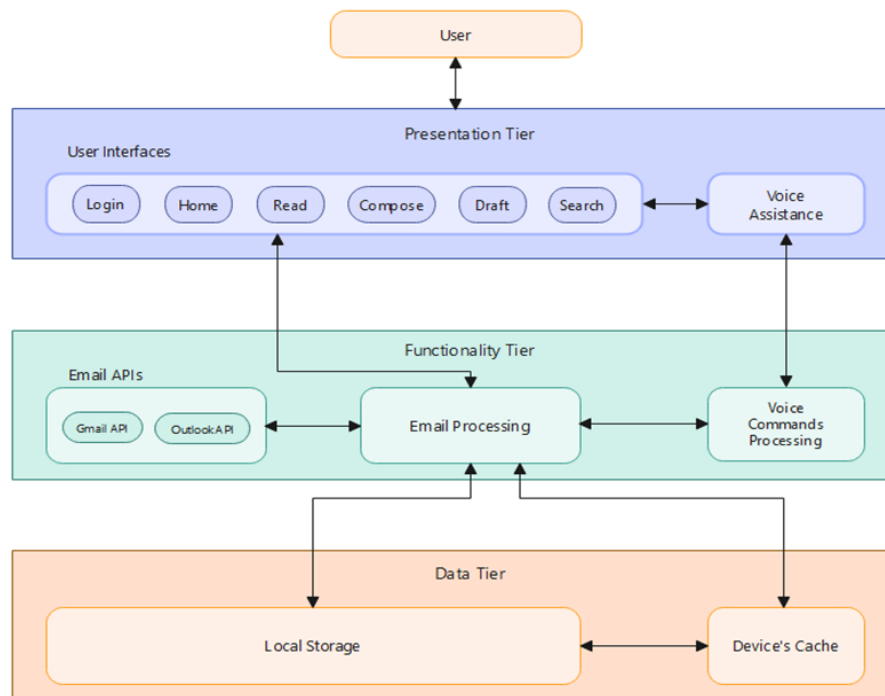 User
Presentation Tier
User Interfaces
Login
Home
Read
Compose
Draft
Search
Voice
Assistance
Functionality Tier
Email APIs
Gmail API
OutlookAPI
Email Processing
Voice
Commands
Processing
Data Tier
Local Storage
Device's Cache